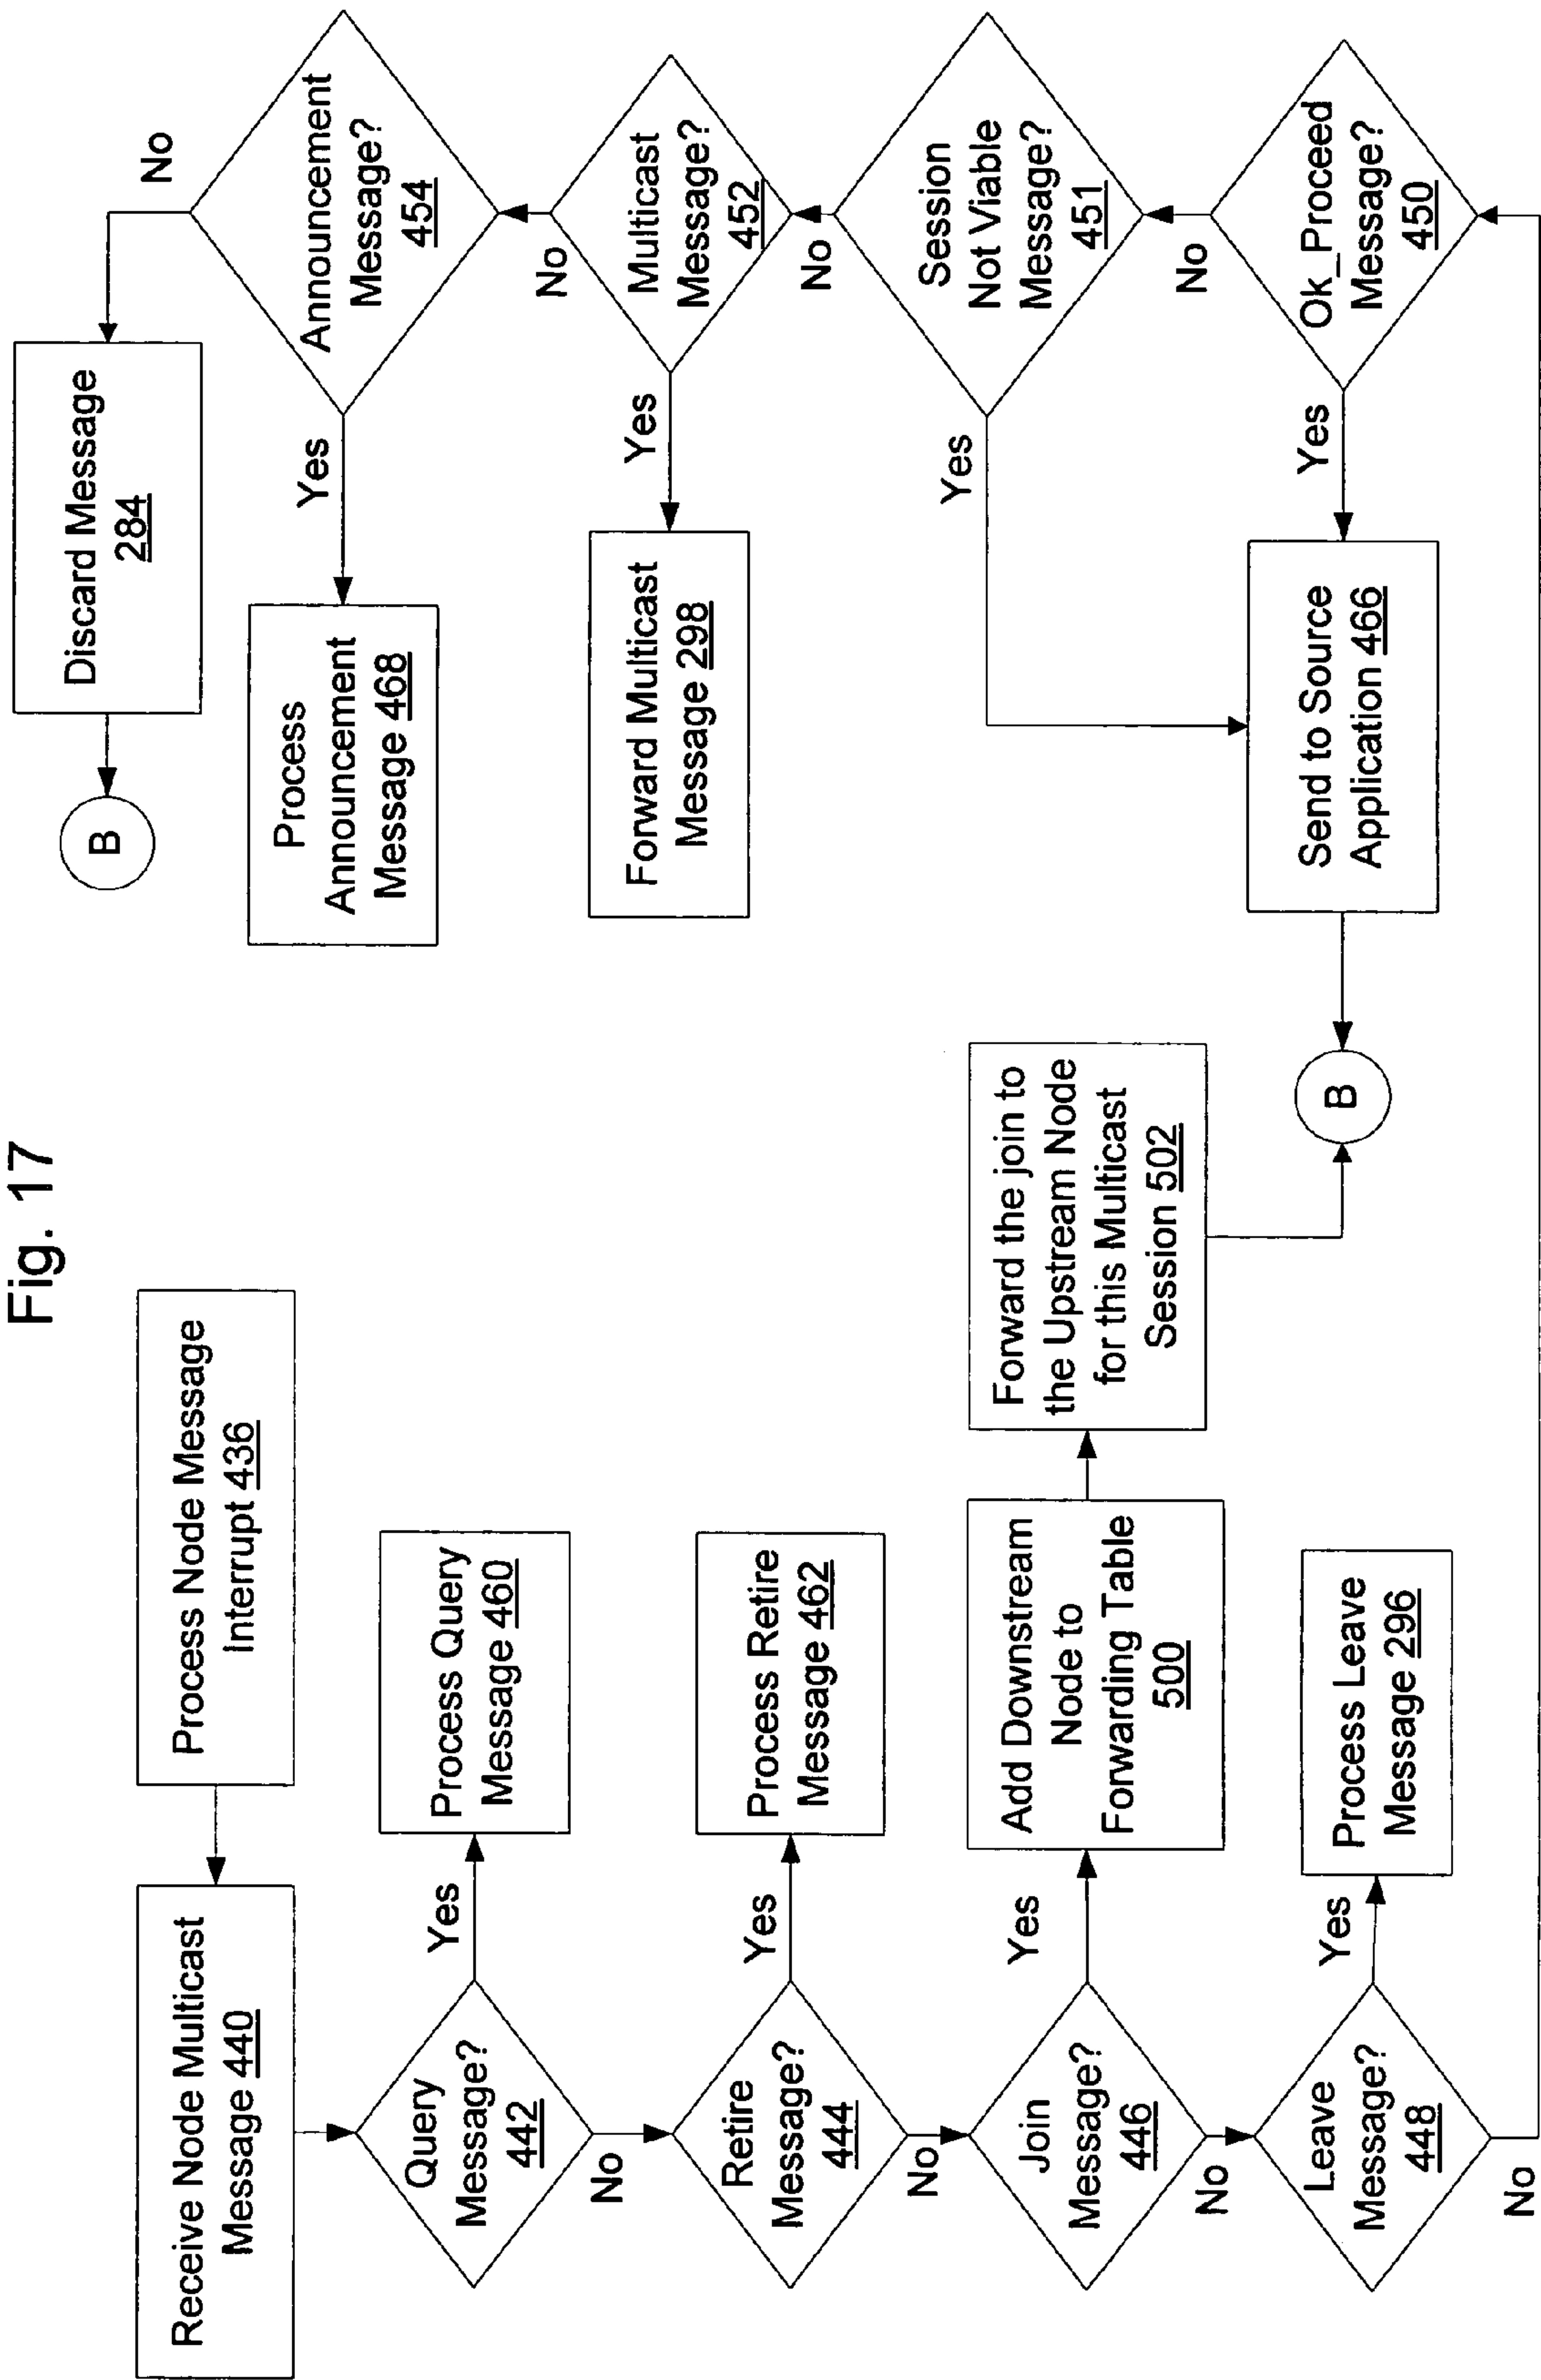 Fig. 17
Process Node Message
Interrupt 436
Receive Node Multicast
Message 440
Query
Message?
442
Yes
Process Query
Message 460
No
Retire
Message?
444
Yes
Process Retire
Message 462
No
Join
Message?
446
Yes
Add Downstream
Node to
Forwarding Table
500
Forward the join to
the Upstream Node
for this Multicast
Session 502
B
No
Leave
Message?
448
Yes
Process Leave
Message 296
No
Ok_Proceed
Message?
450
Yes
Send to Source
Application 466
No
Session
Not Viable
Message?
451
Yes
No
Multicast
Message?
452
Yes
Forward Multicast
Message 298
No
Announcement
Message?
454
Yes
Process
Announcement
Message 468
No
Discard Message
284
B